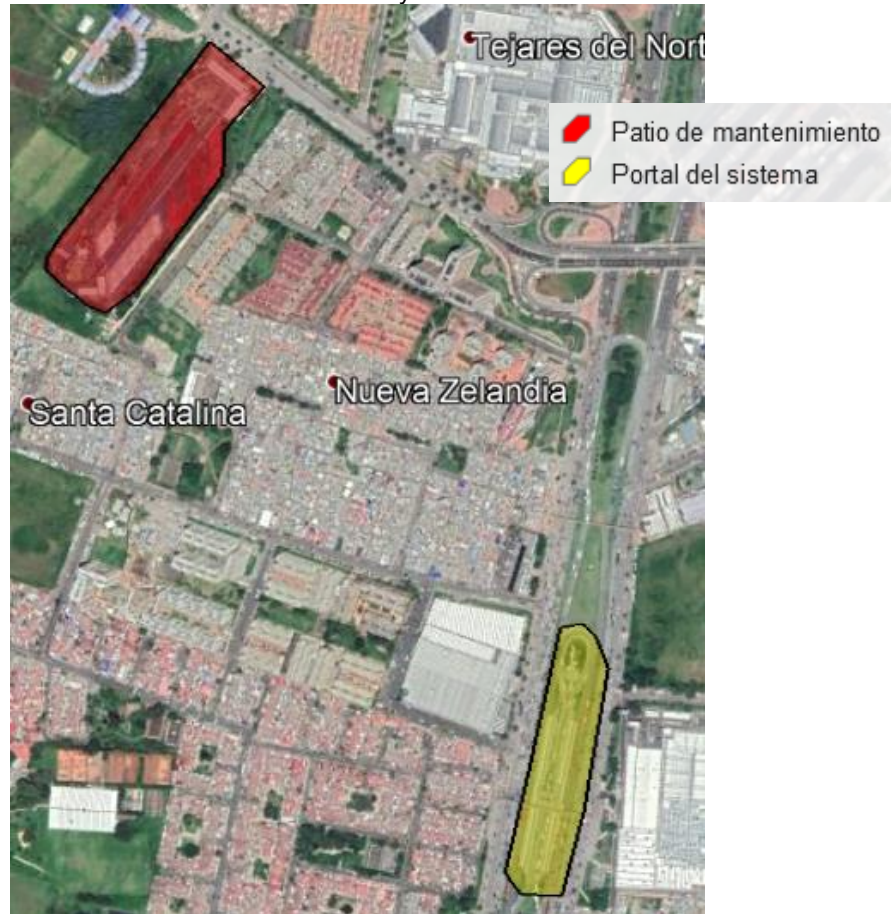 Tejares del Nort
Patio de mantenimiento
Portal del sistema
Nueva Zelandia
Santa Catalina